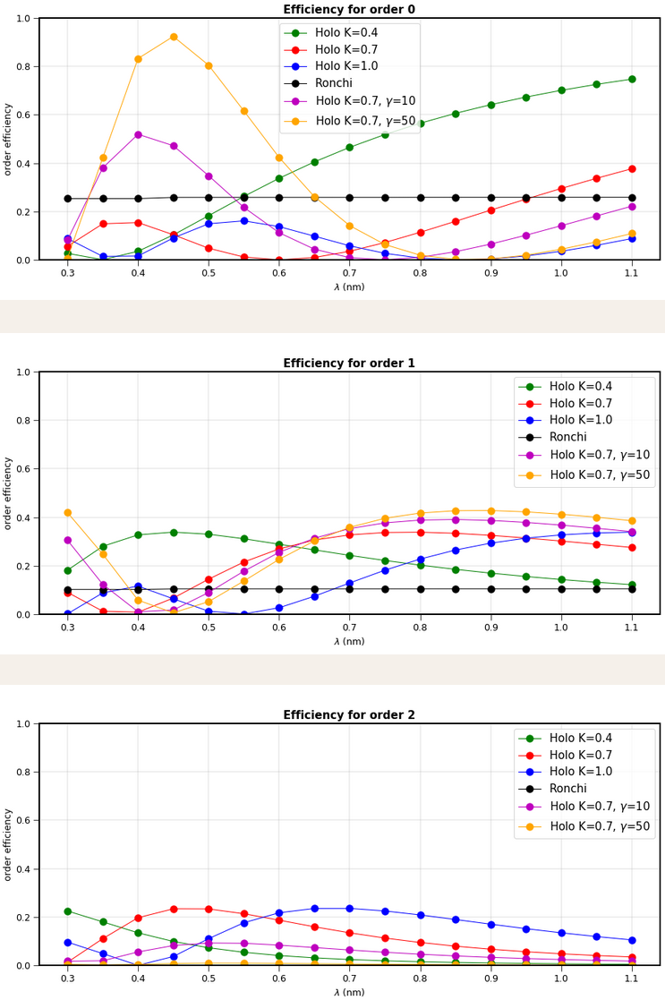 Efficiency for order 0
1.0
0.8
0.6
0.4
0.2
0.0
order efficiency
Holo K=0.4
Holo K=0.7
Holo K=1.0
Ronchi
Holo K=0.7, γ=10
Holo K=0.7, γ=50
0.3 0.4 0.5 0.6 0.7 0.8 0.9 1.0 1.1
λ (nm)
Efficiency for order 1
1.0
0.8
0.6
0.4
0.2
0.0
order efficiency
Holo K=0.4
Holo K=0.7
Holo K=1.0
Ronchi
Holo K=0.7, γ=10
Holo K=0.7, γ=50
0.3 0.4 0.5 0.6 0.7 0.8 0.9 1.0 1.1
λ (nm)
Efficiency for order 2
1.0
0.8
0.6
0.4
0.2
0.0
order efficiency
Holo K=0.4
Holo K=0.7
Holo K=1.0
Ronchi
Holo K=0.7, γ=10
Holo K=0.7, γ=50
0.3 0.4 0.5 0.6 0.7 0.8 0.9 1.0 1.1
λ (nm)